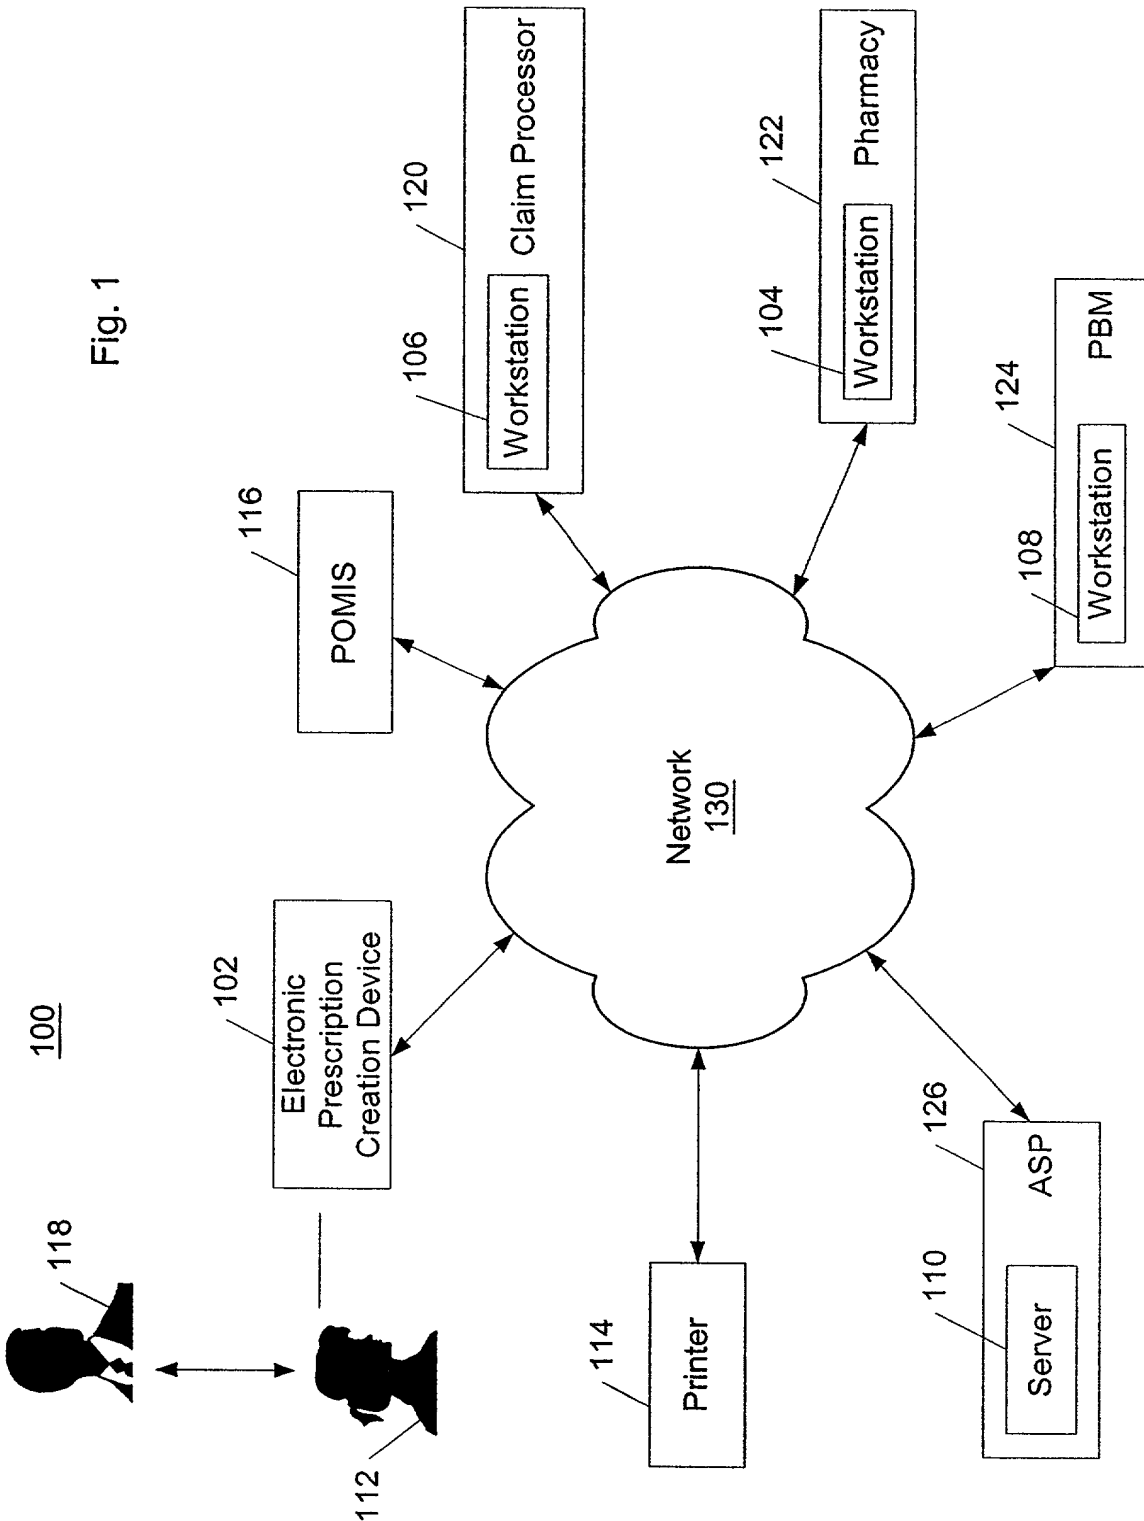 Fig. 1
100
118
112
102
Electronic
Prescription
Creation Device
116
POMIS
120
106
Workstation
Claim Processor
122
104
Workstation
Pharmacy
124
108
Workstation
PBM
Network
130
114
Printer
126
110
Server
ASP